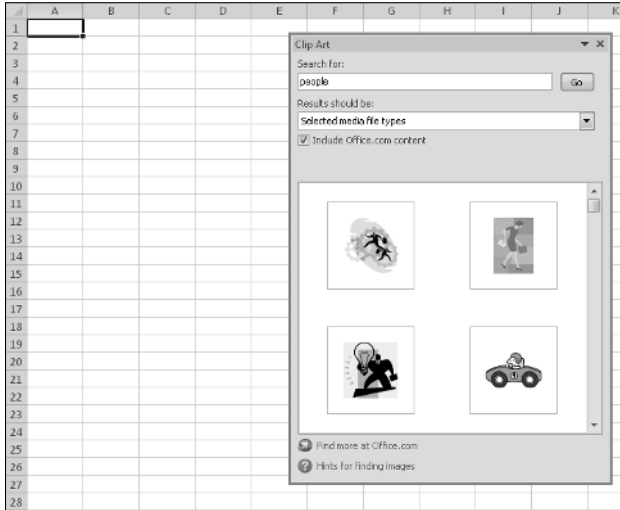 A B C D E F G H I J K
1
2
3
4
5
6
7
8
9
10
11
12
13
14
15
16
17
18
19
20
21
22
23
24
25
26
27
28
Clip Art
Search for:
people
Go
Results should be:
Selected media file types
Include Office.com content
Find more at Office.com
Hints for finding images